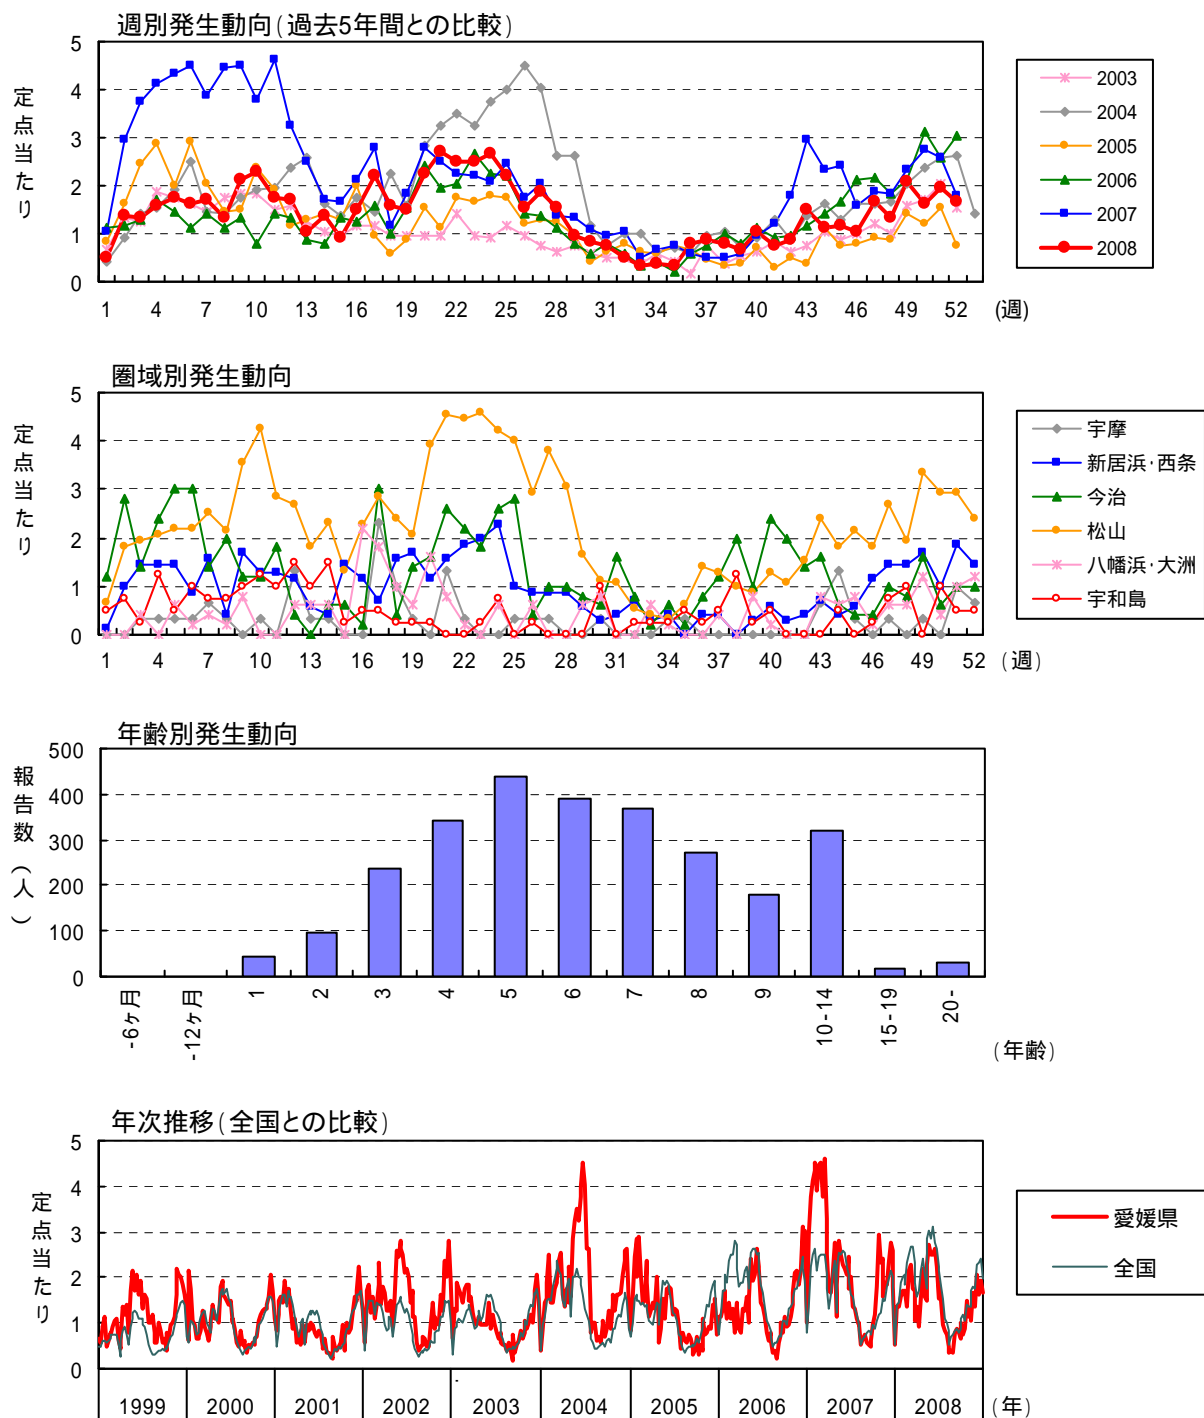 週別発生動向(過去5年間との比較)
定点当たり
5
4
3
2
1
0
1 4 7 10 13 16 19 22 25 28 31 34 37 40 43 46 49 52 (週)
2003
2004
2005
2006
2007
2008
圏域別発生動向
定点当たり
5
4
3
2
1
0
1 4 7 10 13 16 19 22 25 28 31 34 37 40 43 46 49 52 (週)
宇摩
新居浜・西条
今治
松山
八幡浜・大洲
宇和島
年齢別発生動向
報告数(人)
500
400
300
200
100
0
-6ヶ月 -12ヶ月 1 2 3 4 5 6 7 8 9 10-14 15-19 20-
(年齢)
年次推移(全国との比較)
定点当たり
5
4
3
2
1
0
1999 2000 2001 2002 2003 2004 2005 2006 2007 2008 (年)
愛媛県
全国